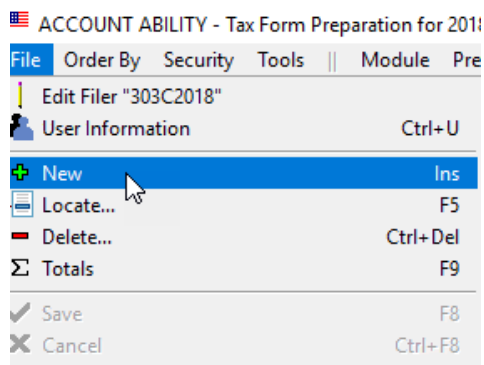 ACCOUNT ABILITY - Tax Form Preparation for 2018
File Order By Security Tools || Module Pre
Edit Filer "303C2018"
User Information Ctrl+U
New Ins
Locate... F5
Delete... Ctrl+Del
Σ Totals F9
Save F8
Cancel Ctrl+F8